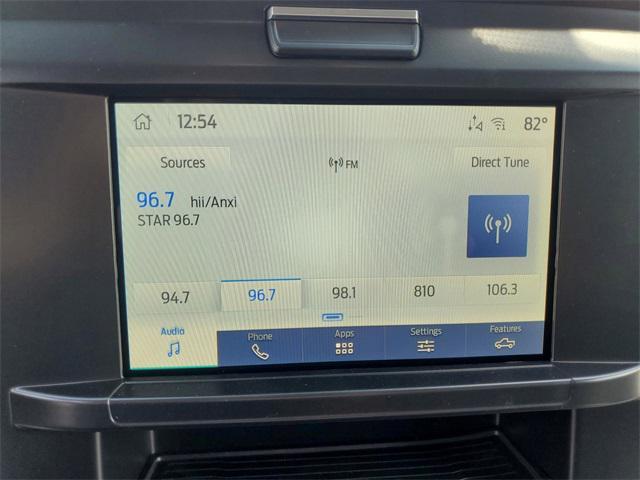 12:54 82°
Sources FM Direct Tune
96.7 hii/Anxi
STAR 96.7
94.7 96.7 98.1 810 106.3
Audio Phone Apps Settings Features